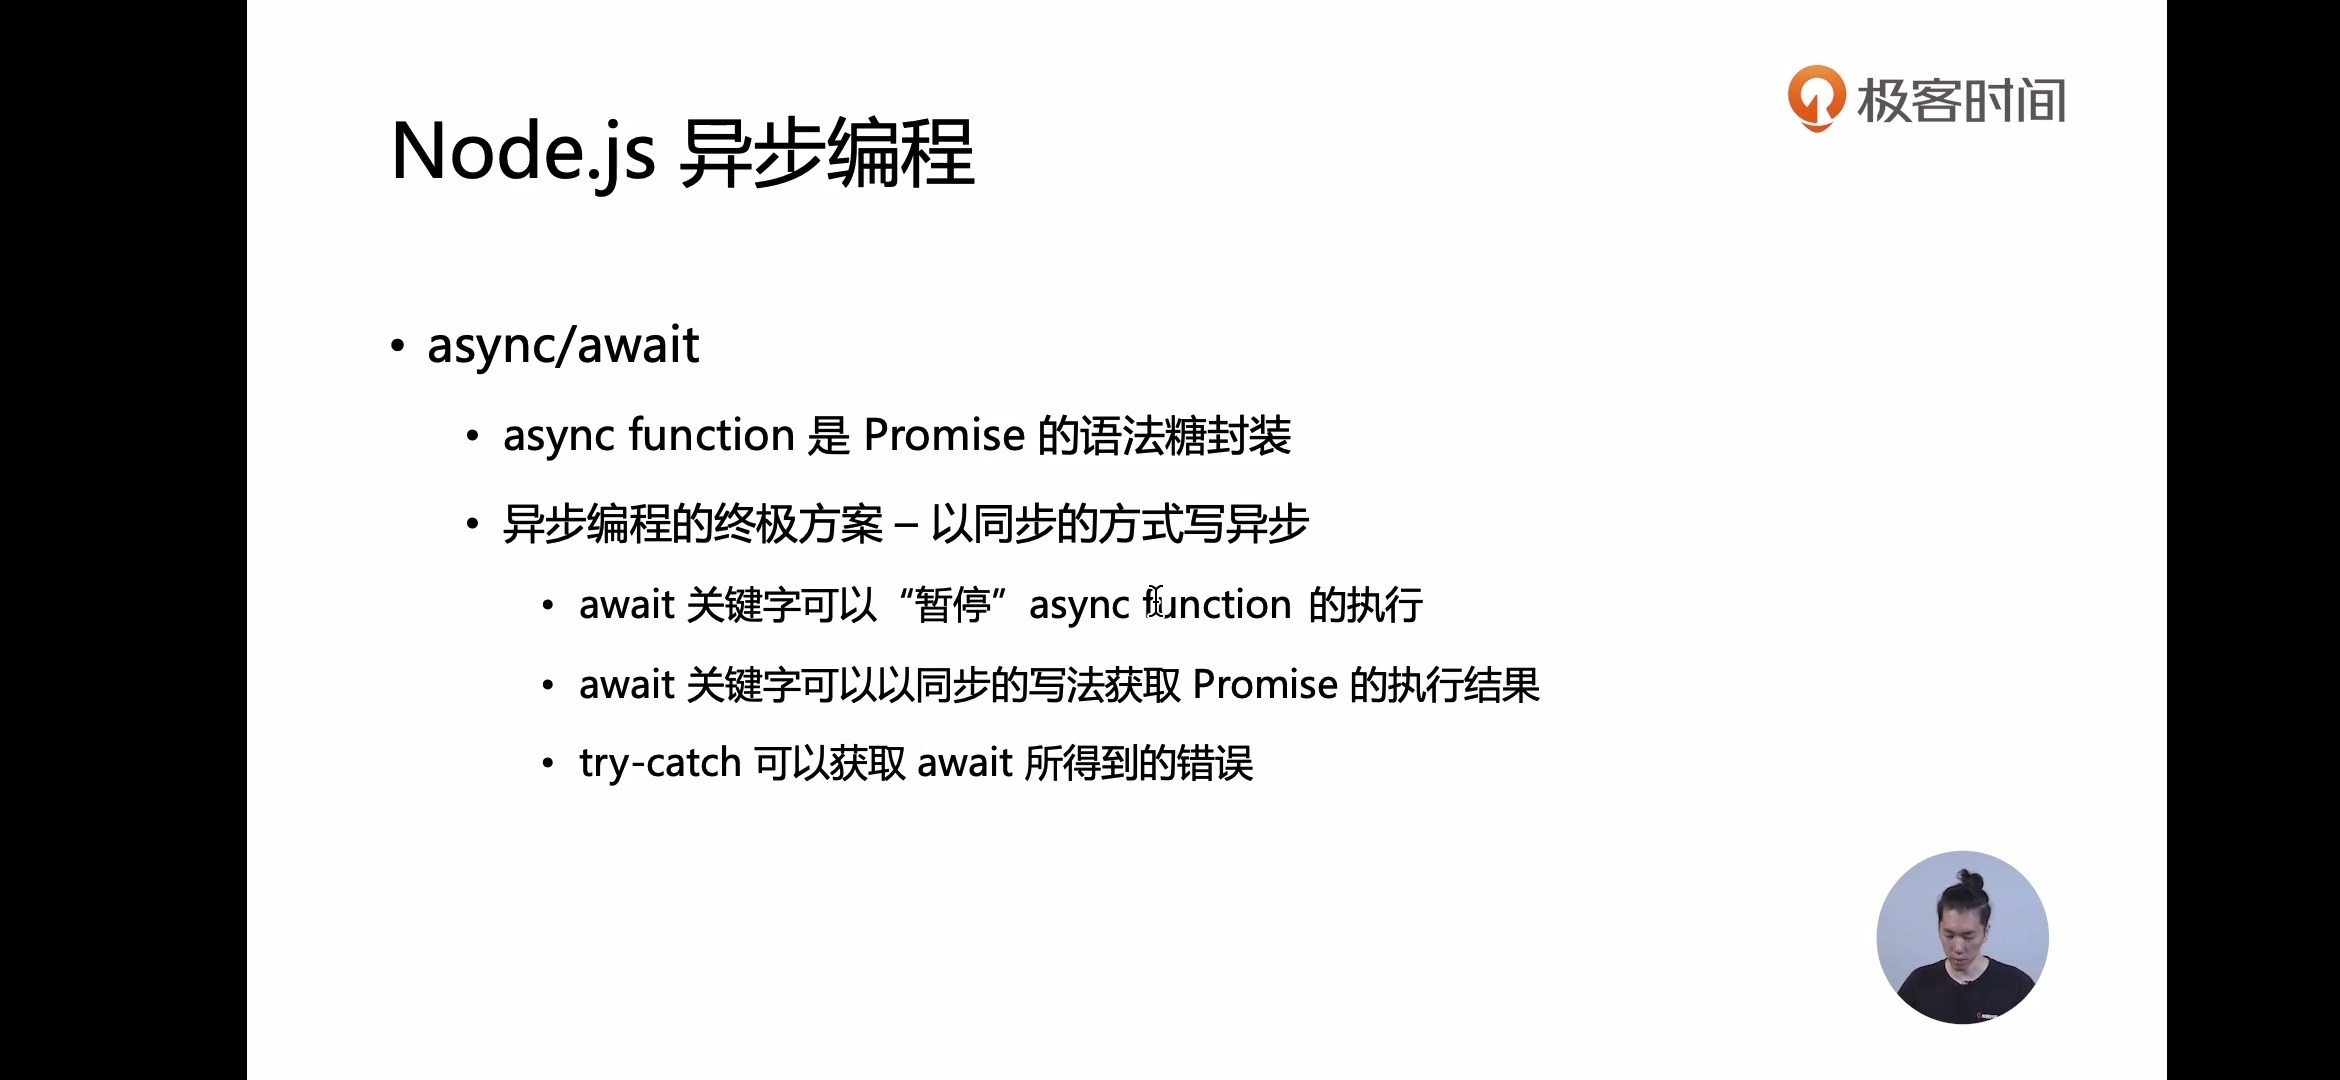 极客时间
Node.js 异步编程
• async/await
• async function 是 Promise 的语法糖封装
• 异步编程的终极方案 – 以同步的方式写异步
• await 关键字可以“暂停”async function 的执行
• await 关键字可以以同步的写法获取 Promise 的执行结果
• try-catch 可以获取 await 所得到的错误